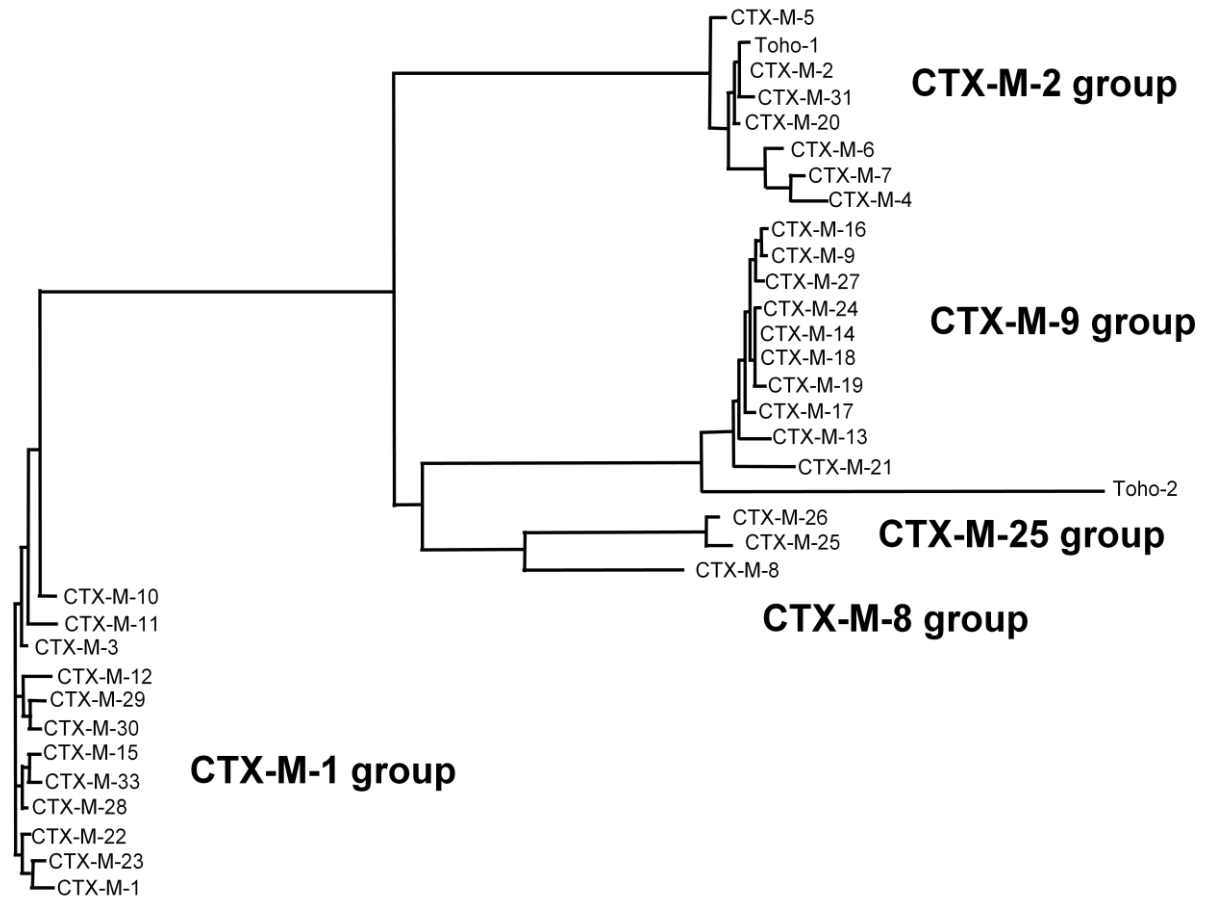 CTX-M-5
Toho-1
CTX-M-2
CTX-M-2 group
CTX-M-31
CTX-M-20
CTX-M-6
CTX-M-7
CTX-M-4
CTX-M-16
CTX-M-9
CTX-M-27
CTX-M-24
CTX-M-9 group
CTX-M-14
CTX-M-18
CTX-M-19
CTX-M-17
CTX-M-13
CTX-M-21
Toho-2
CTX-M-26
CTX-M-25 group
CTX-M-25
CTX-M-8
CTX-M-8 group
CTX-M-10
CTX-M-11
CTX-M-3
CTX-M-12
CTX-M-29
CTX-M-30
CTX-M-15
CTX-M-1 group
CTX-M-33
CTX-M-28
CTX-M-22
CTX-M-23
CTX-M-1